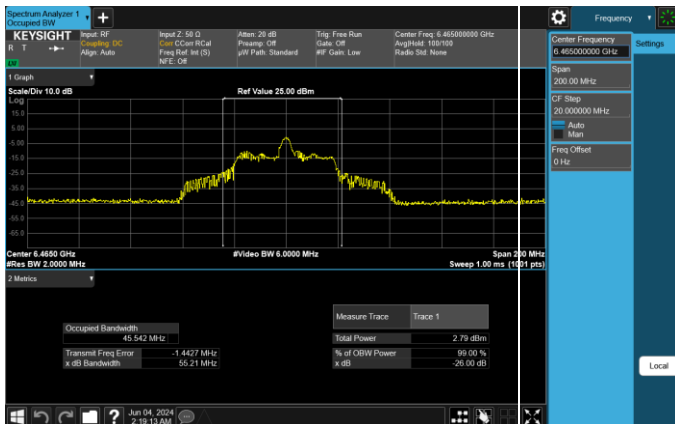 Spectrum Analyzer 1
Occupied BW
+
Frequency
KEYSIGHT
R T
Input: RF
Coupling: DC
Align: Auto
Input Z: 50 Ω
Corr CCorr RCal
Freq Ref: Int (S)
NFE: Off
Atten: 20 dB
Preamp: Off
µW Path: Standard
Trig: Free Run
Gate: Off
#IF Gain: Low
Center Freq: 6.465000000 GHz
Avg|Hold: 100/100
Radio Std: None
Center Frequency
6.465000000 GHz
Settings
Span
200.00 MHz
CF Step
20.000000 MHz
Auto
Man
Freq Offset
0 Hz
1 Graph
Scale/Div 10.0 dB
Ref Value 25.00 dBm
Log
15.0
5.00
-5.00
-15.0
-25.0
-35.0
-45.0
-55.0
-65.0
Center 6.4650 GHz
#Video BW 6.0000 MHz
Span 200 MHz
#Res BW 2.0000 MHz
Sweep 1.00 ms (1001 pts)
2 Metrics
Measure Trace
Trace 1
Occupied Bandwidth
45.542 MHz
Total Power
2.79 dBm
Transmit Freq Error
-1.4427 MHz
% of OBW Power
99.00 %
x dB Bandwidth
55.21 MHz
x dB
-26.00 dB
Local
?
Jun 04, 2024
2:19:13 AM